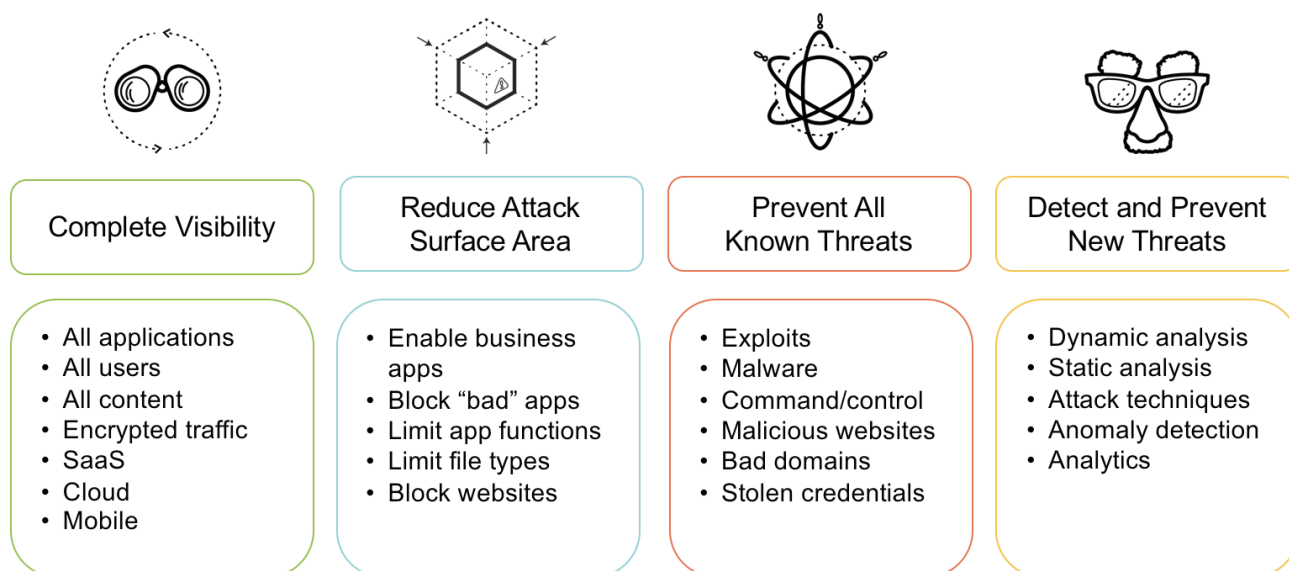 Complete Visibility
Reduce Attack
Surface Area
Prevent All
Known Threats
Detect and Prevent
New Threats
• All applications
• All users
• All content
• Encrypted traffic
• SaaS
• Cloud
• Mobile
• Enable business
apps
• Block “bad” apps
• Limit app functions
• Limit file types
• Block websites
• Exploits
• Malware
• Command/control
• Malicious websites
• Bad domains
• Stolen credentials
• Dynamic analysis
• Static analysis
• Attack techniques
• Anomaly detection
• Analytics